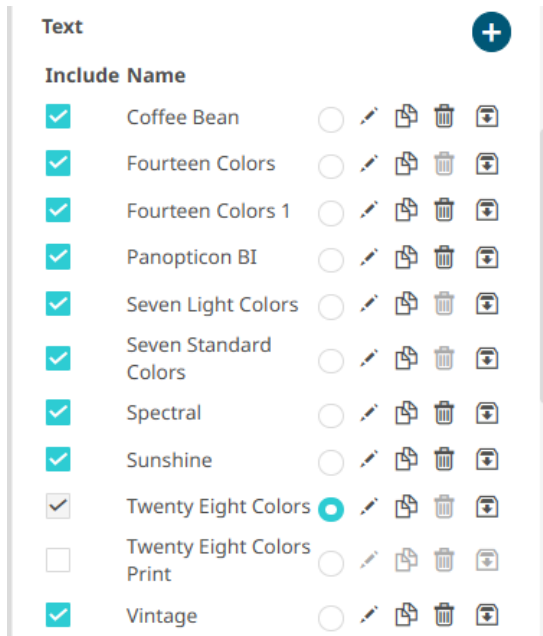 Text
Include Name
Coffee Bean
Fourteen Colors
Fourteen Colors 1
Panopticon BI
Seven Light Colors
Seven Standard
Colors
Spectral
Sunshine
Twenty Eight Colors
Twenty Eight Colors
Print
Vintage